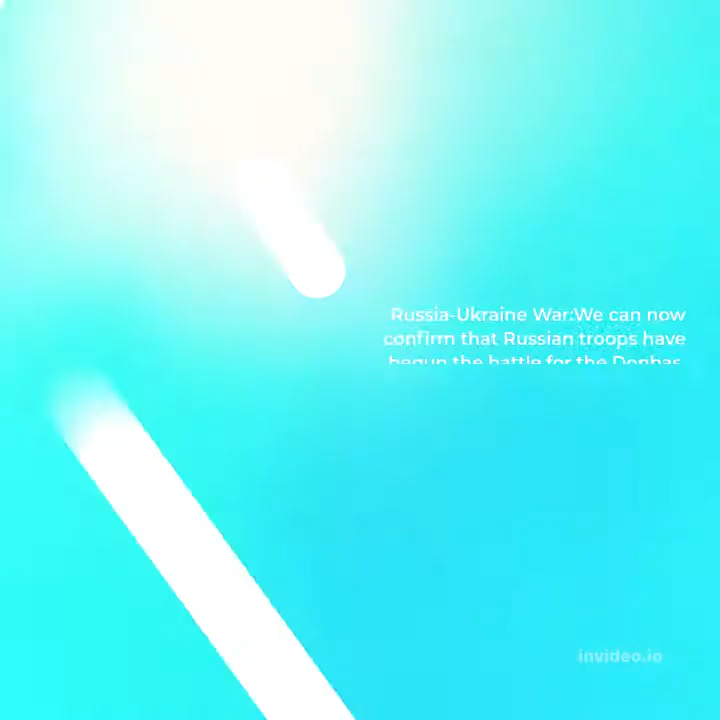 Russia-Ukraine War:We can now
confirm that Russian troops have
begun the battle for the Donbas
invideo.io